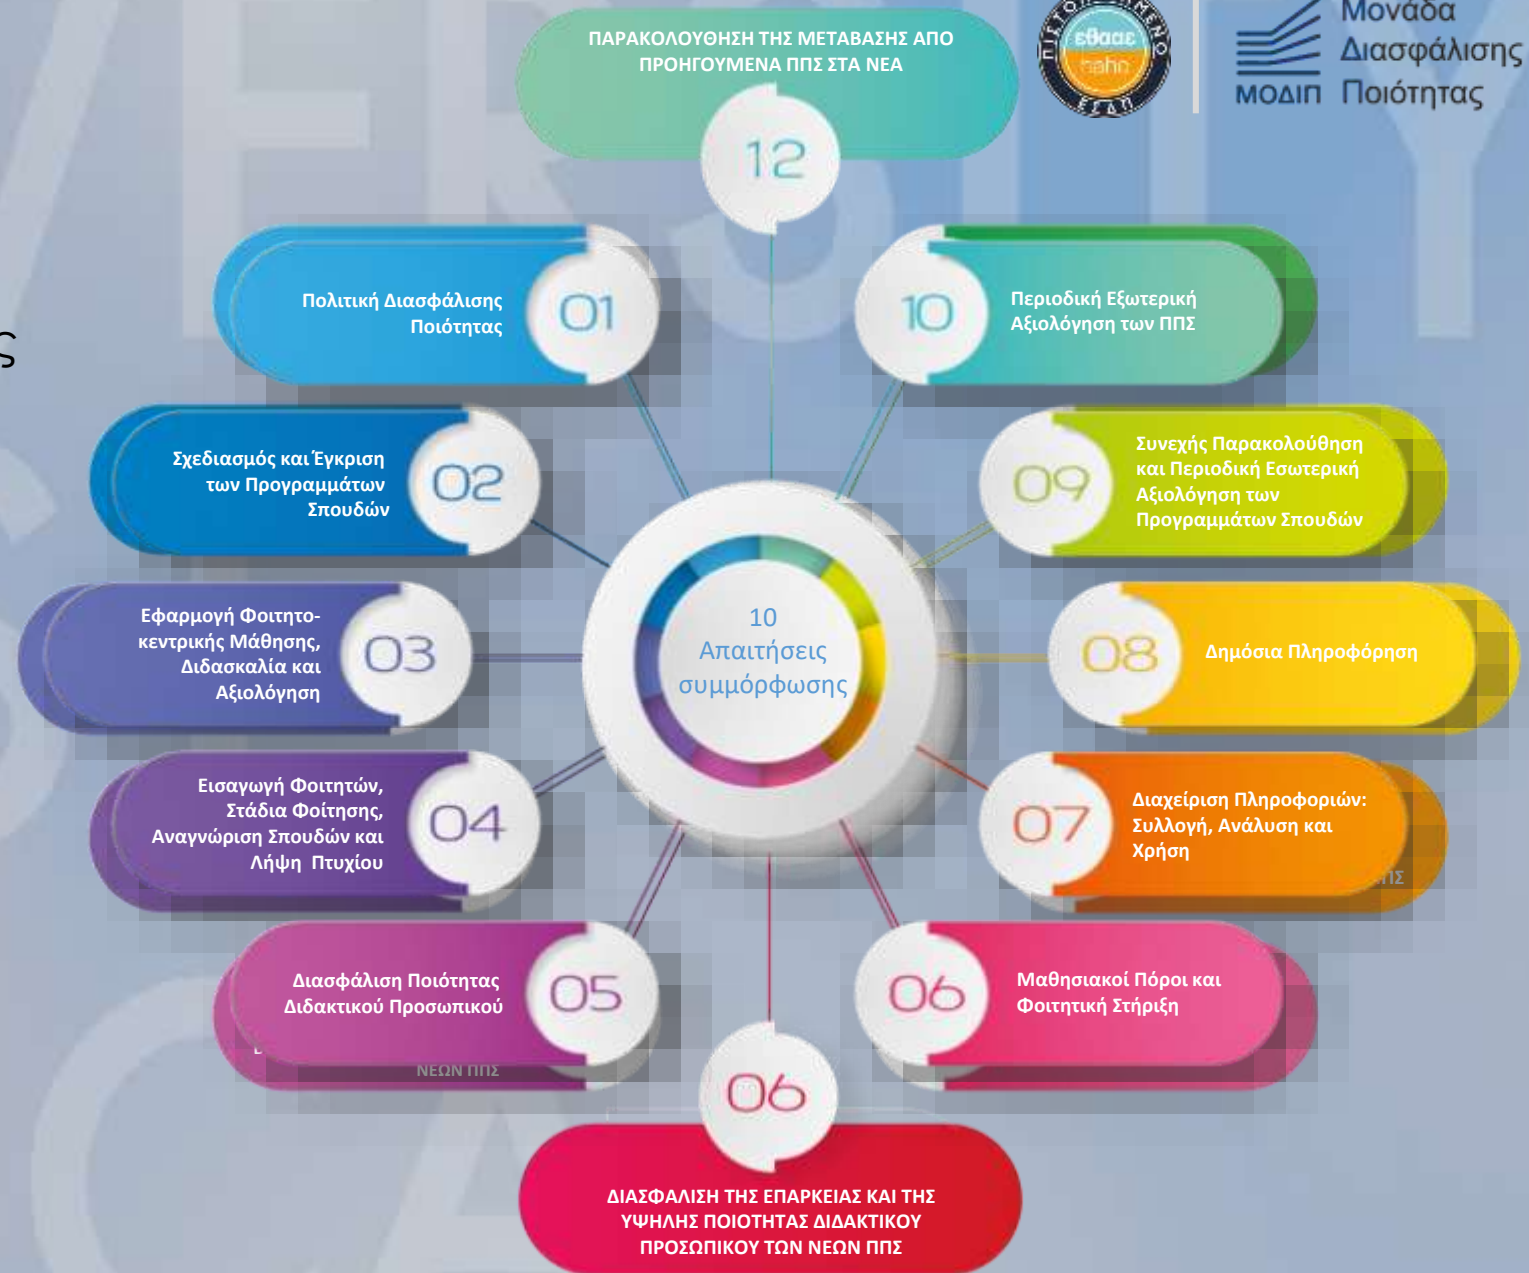 ΠΑΡΑΚΟΛΟΥΘΗΣΗ ΤΗΣ ΜΕΤΑΒΑΣΗΣ ΑΠΟ
ΠΡΟΗΓΟΥΜΕΝΑ ΠΠΣ ΣΤΑ ΝΕΑ
12
εθααε
nahe
ΕΣΔΠ
ΜΟΔΙΠ
Μονάδα
Διασφάλισης
Ποιότητας
ς
Πολιτική Διασφάλισης
Ποιότητας
01
10
Περιοδική Εξωτερική
Αξιολόγηση των ΠΠΣ
Σχεδιασμός και Έγκριση
των Προγραμμάτων
Σπουδών
02
09
Συνεχής Παρακολούθηση
και Περιοδική Εσωτερική
Αξιολόγηση των
Προγραμμάτων Σπουδών
Εφαρμογή Φοιτητο-
κεντρικής Μάθησης,
Διδασκαλία και
Αξιολόγηση
03
10
Απαιτήσεις
συμμόρφωσης
08
Δημόσια Πληροφόρηση
Εισαγωγή Φοιτητών,
Στάδια Φοίτησης,
Αναγνώριση Σπουδών και
Λήψη Πτυχίου
04
07
Διαχείριση Πληροφοριών:
Συλλογή, Ανάλυση και
Χρήση
Διασφάλιση Ποιότητας
Διδακτικού Προσωπικού
05
ΝΕΩΝ ΠΠΣ
06
Μαθησιακοί Πόροι και
Φοιτητική Στήριξη
06
ΔΙΑΣΦΑΛΙΣΗ ΤΗΣ ΕΠΑΡΚΕΙΑΣ ΚΑΙ ΤΗΣ
ΥΨΗΛΗΣ ΠΟΙΟΤΗΤΑΣ ΔΙΔΑΚΤΙΚΟΥ
ΠΡΟΣΩΠΙΚΟΥ ΤΩΝ ΝΕΩΝ ΠΠΣ